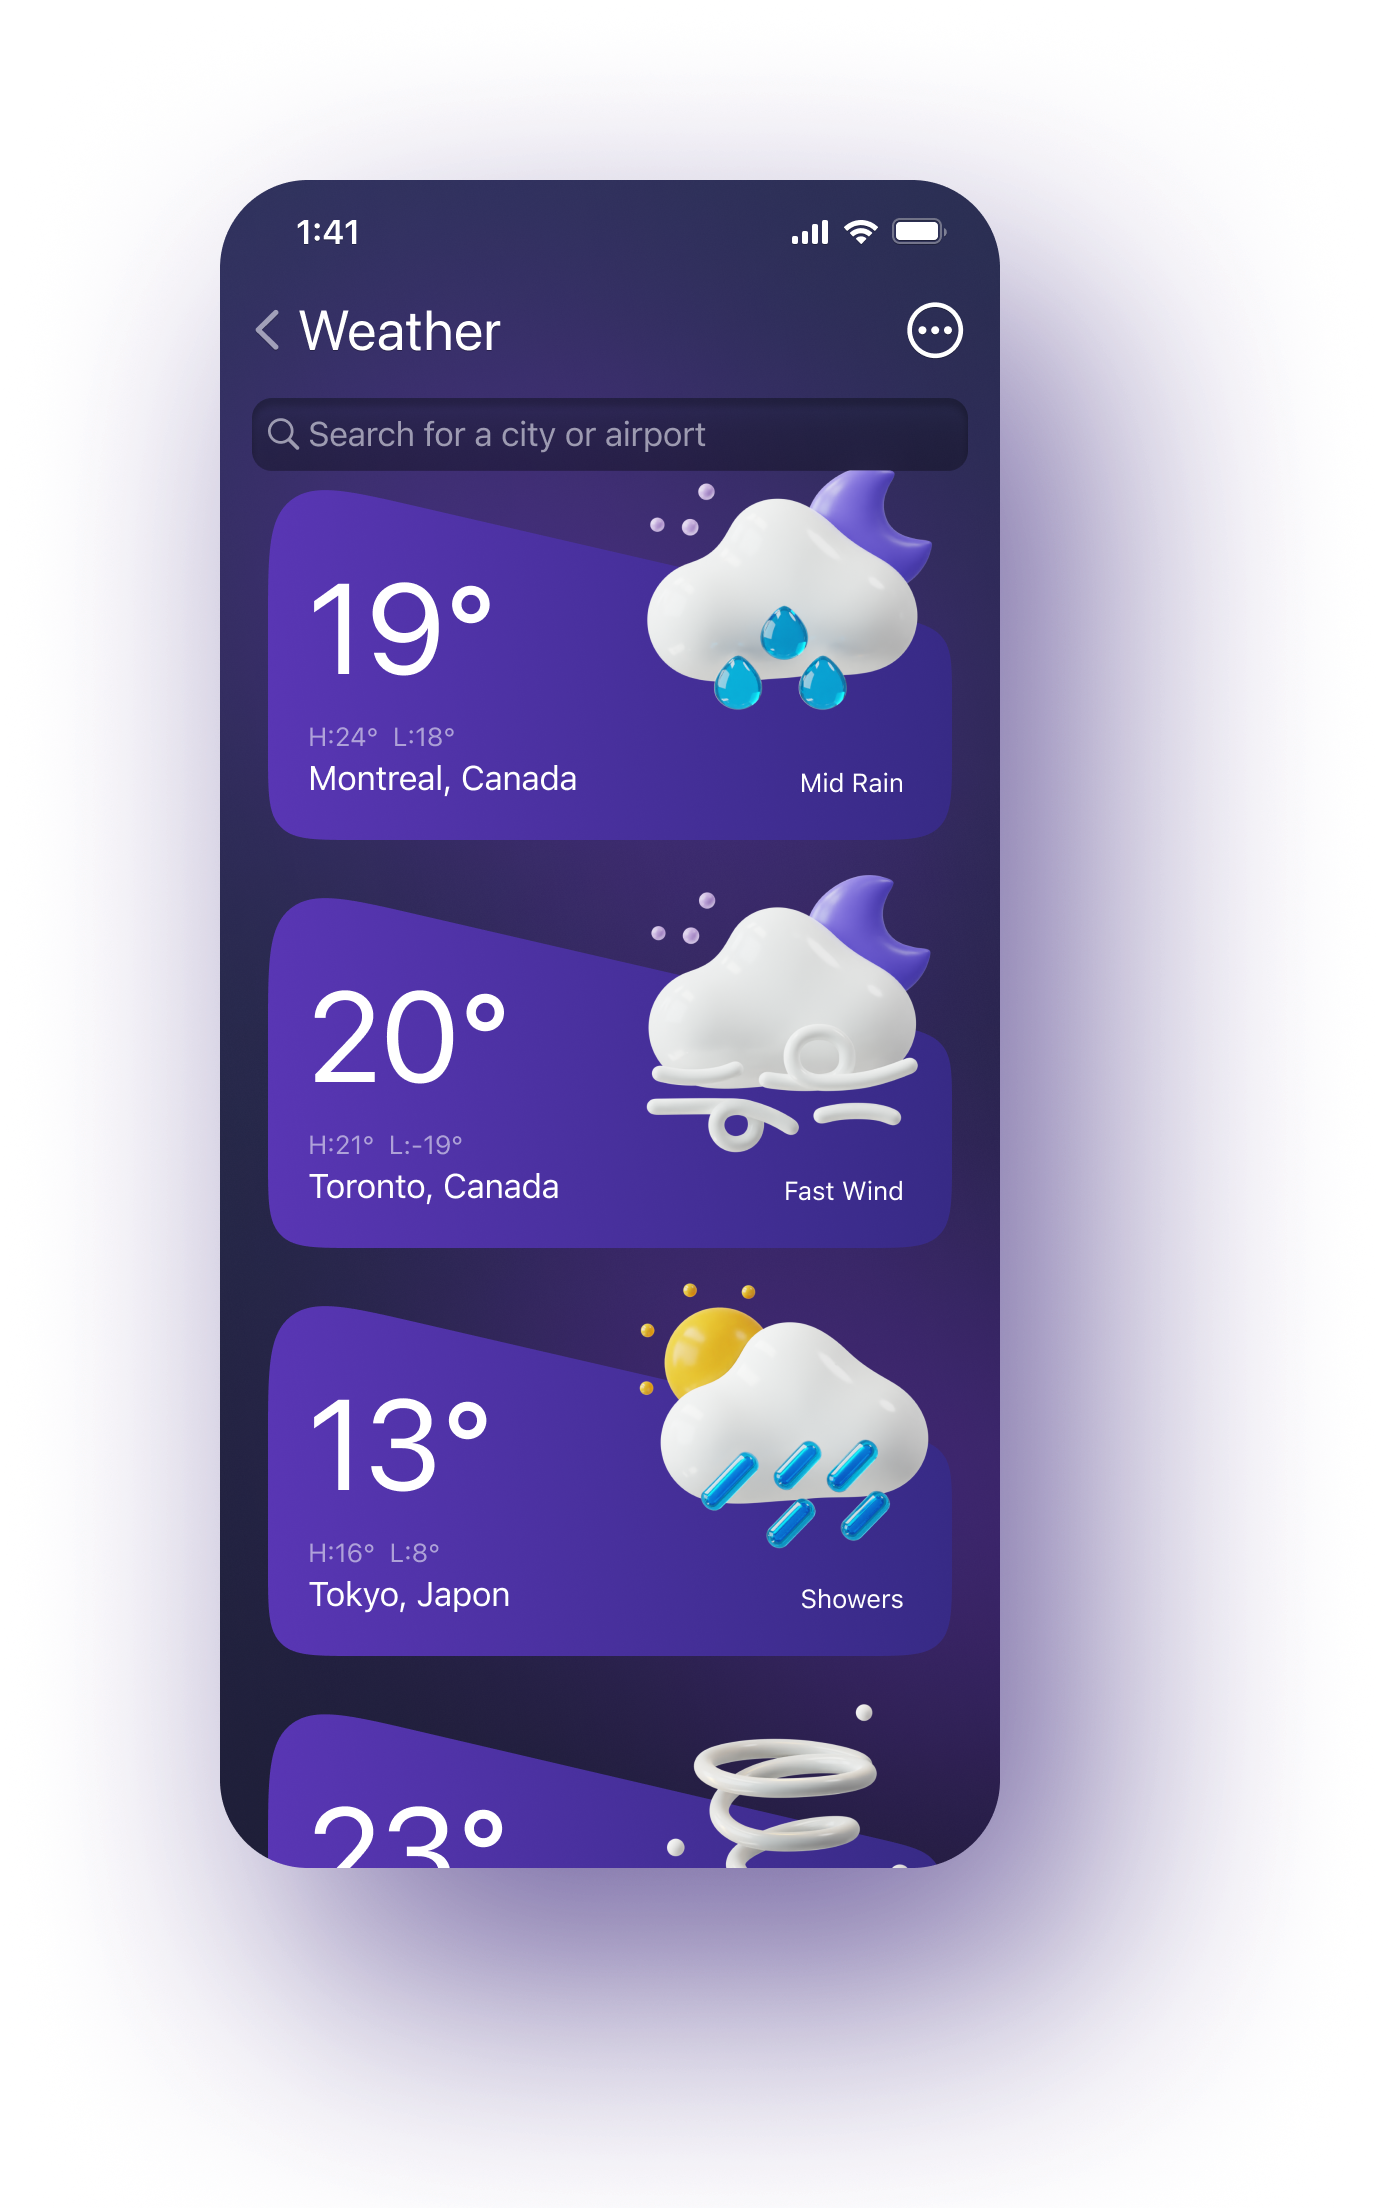 1:41
Weather
Search for a city or airport
19°
H:24° L:18°
Montreal, Canada
Mid Rain
20°
H:21° L:-19°
Toronto, Canada
Fast Wind
13°
H:16° L:8°
Tokyo, Japon
Showers
23°